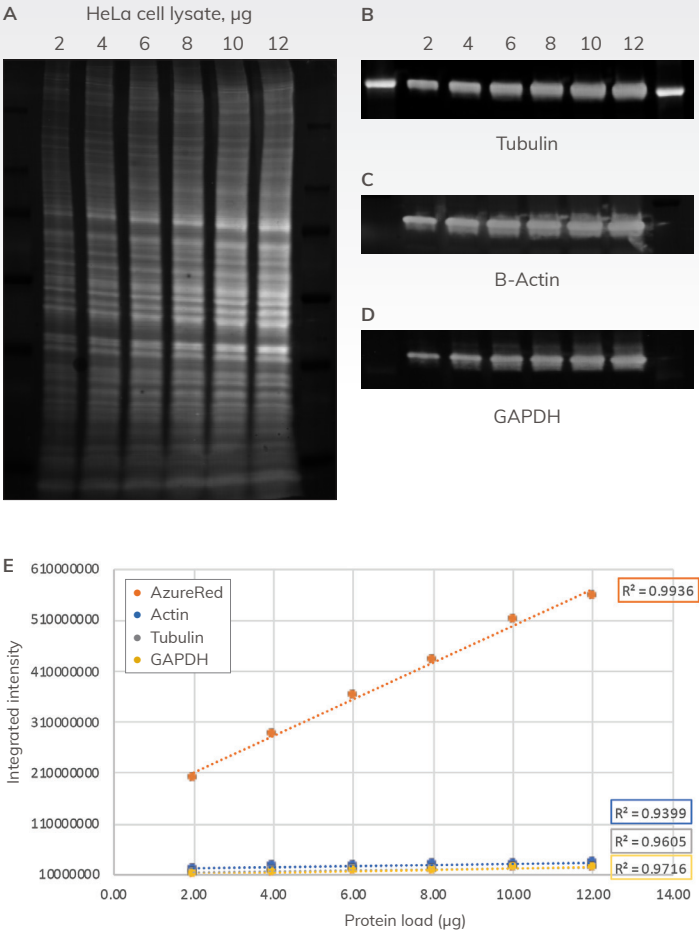 A
HeLa cell lysate, µg
2 4 6 8 10 12
B
2 4 6 8 10 12
Tubulin
C
B-Actin
D
GAPDH
E
610000000
510000000
410000000
310000000
210000000
110000000
10000000
Integrated intensity
AzureRed
Actin
Tubulin
GAPDH
R² = 0.9936
R² = 0.9399
R² = 0.9605
R² = 0.9716
0.00 2.00 4.00 6.00 8.00 10.00 12.00 14.00
Protein load (µg)